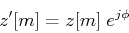 z′[m] = z[m] e^{jϕ}